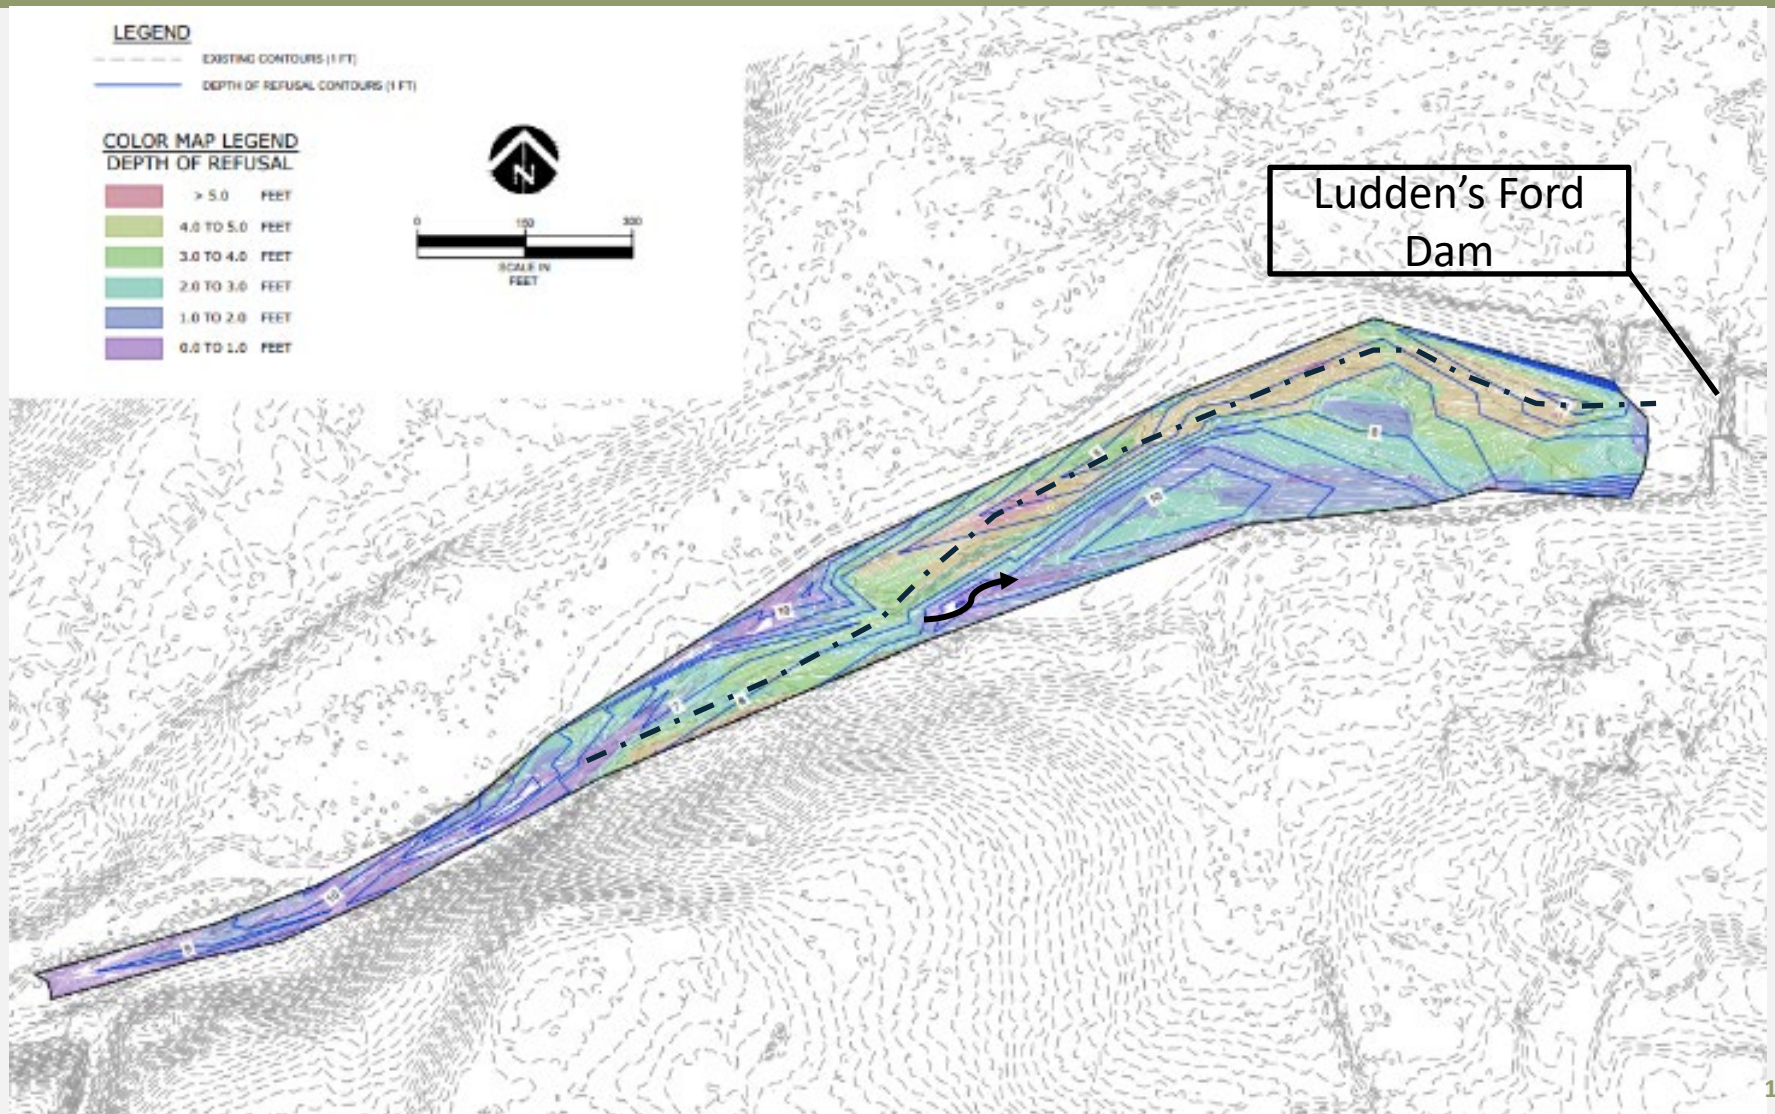 LEGEND
EXISTING CONTOURS (1 FT)
DEPTH OF REFUSAL CONTOURS (1 FT)
COLOR MAP LEGEND
DEPTH OF REFUSAL
> 5.0 FEET
4.0 TO 5.0 FEET
3.0 TO 4.0 FEET
2.0 TO 3.0 FEET
1.0 TO 2.0 FEET
0.0 TO 1.0 FEET
N
0 150 300
SCALE IN
FEET
Ludden's Ford
Dam
10
1